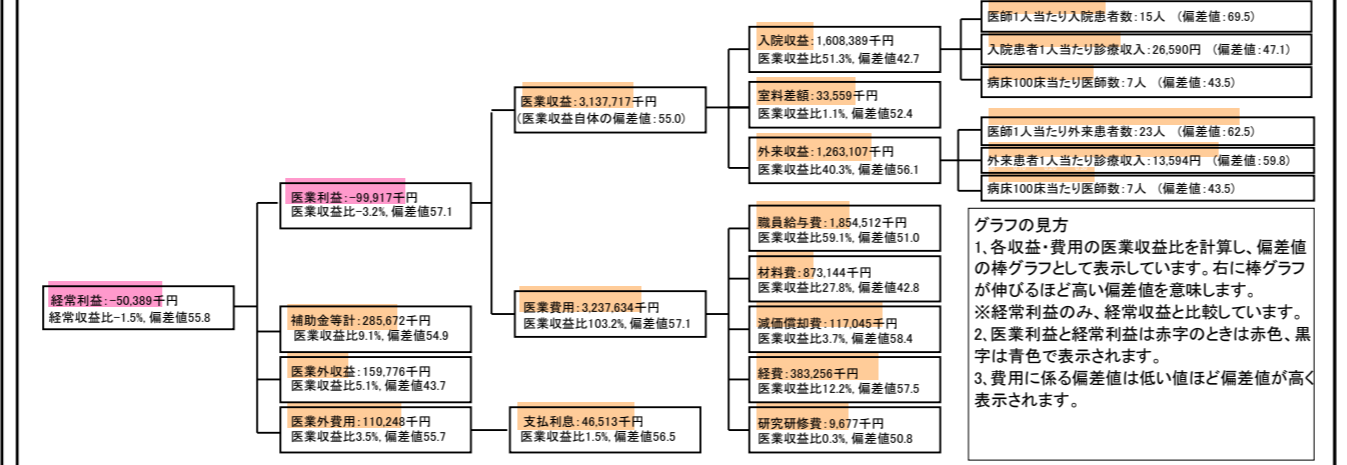 経常利益:-50,389千円
経常収比-1.5%, 偏差値55.8
医業利益:-99,917千円
医業収益比-3.2%, 偏差値57.1
補助金等計:285,672千円
医業収益比9.1%, 偏差値54.9
医業外収益:159,776千円
医業収益比5.1%, 偏差値43.7
医業外費用:110,248千円
医業収益比3.5%, 偏差値55.7
医業収益:3,137,717千円
(医業収益自体の偏差値:55.0)
医業費用:3,237,634千円
医業収益比103.2%, 偏差値57.1
支払利息:46,513千円
医業収益比1.5%, 偏差値56.5
入院収益:1,608,389千円
医業収益比51.3%, 偏差値42.7
室料差額:33,559千円
医業収益比1.1%, 偏差値52.4
外来収益:1,263,107千円
医業収益比40.3%, 偏差値56.1
職員給与費:1,854,512千円
医業収益比59.1%, 偏差値51.0
材料費:873,144千円
医業収益比27.8%, 偏差値42.8
減価償却費:117,045千円
医業収益比3.7%, 偏差値58.4
経費:383,256千円
医業収益比12.2%, 偏差値57.5
研究研修費:9,677千円
医業収益比0.3%, 偏差値50.8
医師1人当たり入院患者数:15人 (偏差値:69.5)
入院患者1人当たり診療収入:26,590円 (偏差値:47.1)
病床100床当たり医師数:7人 (偏差値:43.5)
医師1人当たり外来患者数:23人 (偏差値:62.5)
外来患者1人当たり診療収入:13,594円 (偏差値:59.8)
病床100床当たり医師数:7人 (偏差値:43.5)
グラフの見方
1、各収益・費用の医業収益比を計算し、偏差値
の棒グラフとして表示しています。右に棒グラフ
が伸びるほど高い偏差値を意味します。
※経常利益のみ、経常収益と比較しています。
2、医業利益と経常利益は赤字のときは赤色、黒
字は青色で表示されます。
3、費用に係る偏差値は低い値ほど偏差値が高く
表示されます。